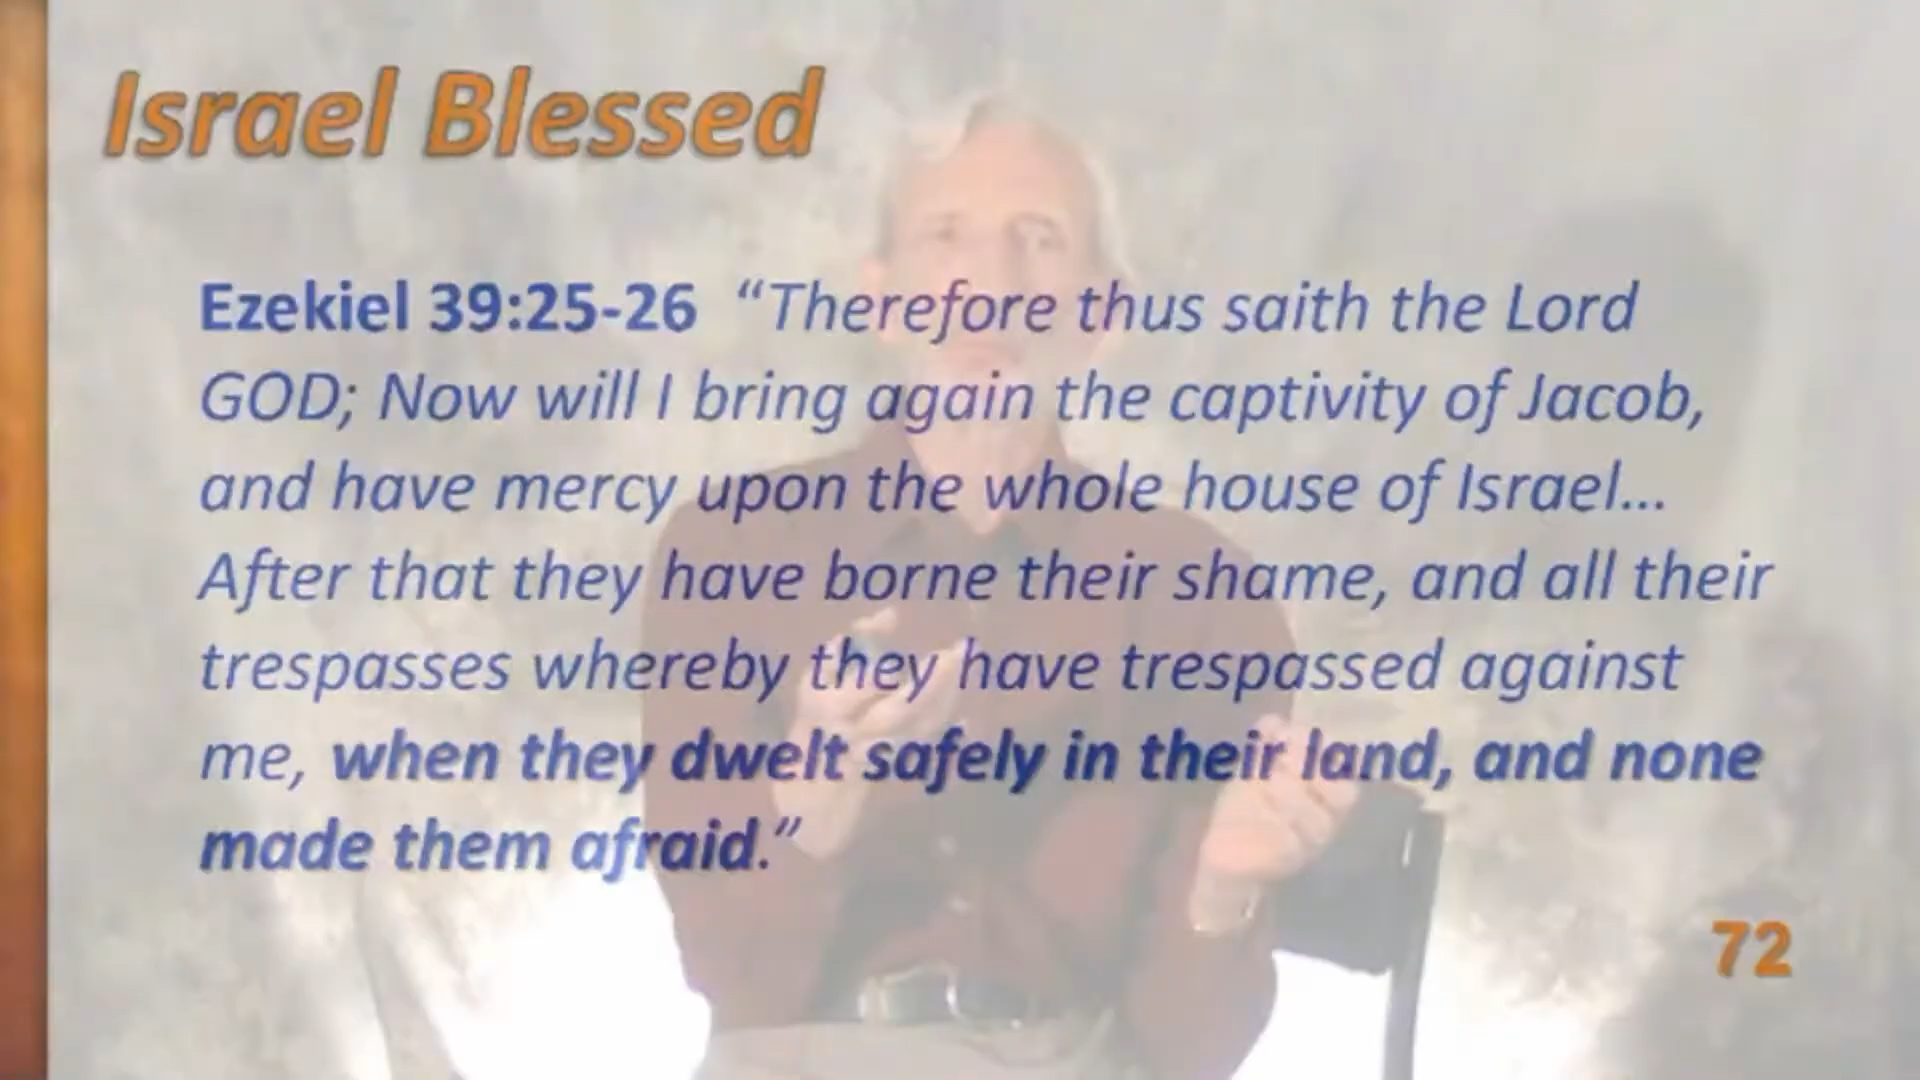 Israel Blessed
Ezekiel 39:25-26 “Therefore thus saith the Lord
GOD; Now will I bring again the captivity of Jacob,
and have mercy upon the whole house of Israel...
After that they have borne their shame, and all their
trespasses whereby they have trespassed against
me, when they dwelt safely in their land, and none
made them afraid.”
72